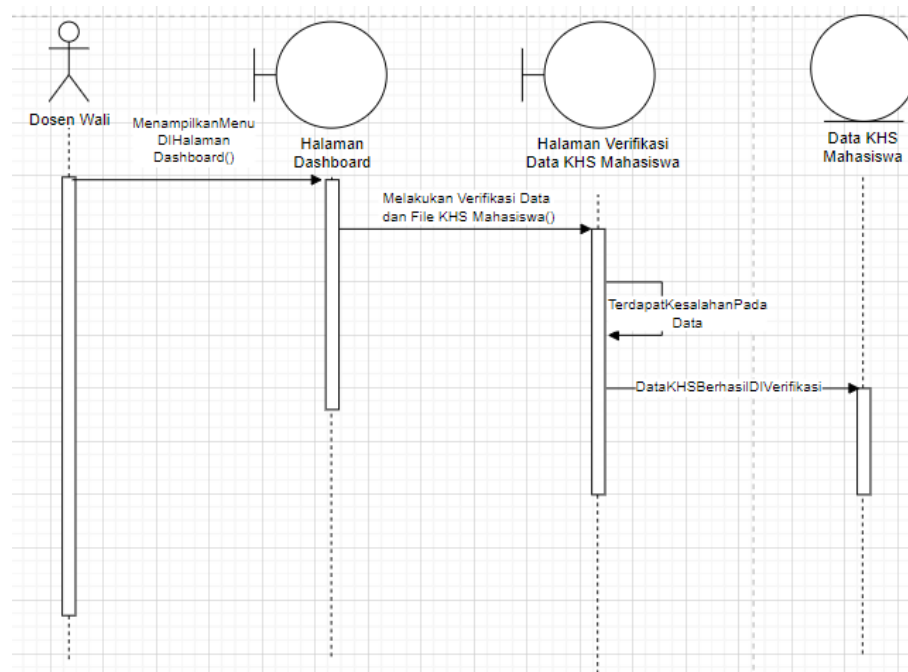 Dosen Wali
MenampilkanMenu
DIHalaman
Dashboard()
Halaman
Dashboard
Halaman Verifikasi
Data KHS Mahasiswa
Data KHS
Mahasiswa
Melakukan Verifikasi Data
dan File KHS Mahasiswa()
TerdapatKesalahanPada
Data
DataKHSBerhasilDIVerifikasi